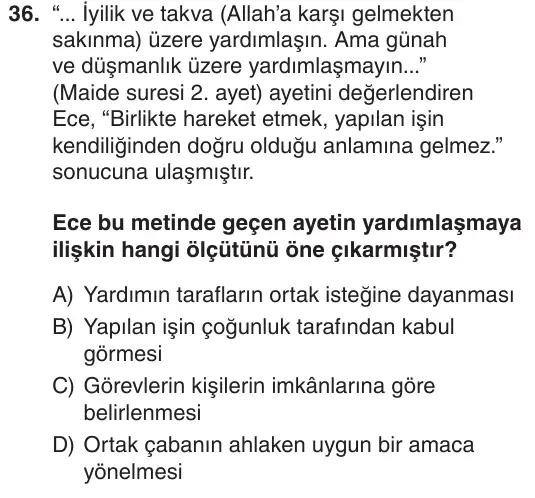 36. “... İyilik ve takva (Allah’a karşı gelmekten
sakınma) üzere yardımlaşın. Ama günah
ve düşmanlık üzere yardımlaşmayın...”
(Maide suresi 2. ayet) ayetini değerlendiren
Ece, “Birlikte hareket etmek, yapılan işin
kendiliğinden doğru olduğu anlamına gelmez.”
sonucuna ulaşmıştır.
Ece bu metinde geçen ayetin yardımlaşmaya
ilişkin hangi ölçütünü öne çıkarmıştır?
A) Yardımın tarafların ortak isteğine dayanması
B) Yapılan işin çoğunluk tarafından kabul
görmesi
C) Görevlerin kişilerin imkânlarına göre
belirlenmesi
D) Ortak çabanın ahlaken uygun bir amaca
yönelmesi